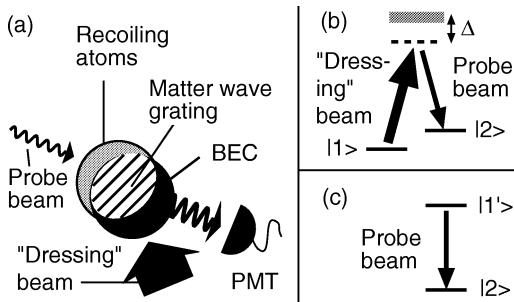 (a)
Recoiling
atoms
Matter wave
grating
BEC
Probe
beam
"Dressing"
beam
PMT
(b)
Δ
"Dress-
ing"
beam
Probe
beam
|1>
|2>
(c)
|1'>
Probe
beam
|2>